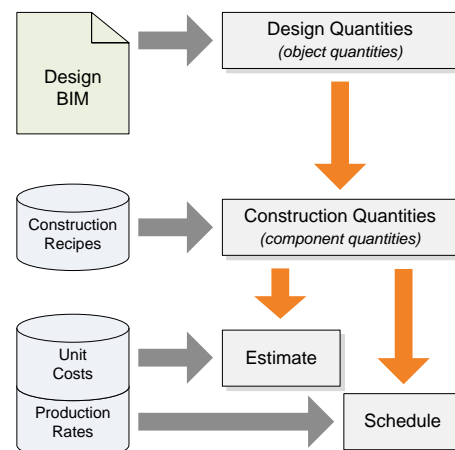 Design
BIM
Design Quantities
(object quantities)
Construction
Recipes
Construction Quantities
(component quantities)
Unit
Costs
Estimate
Production
Rates
Schedule